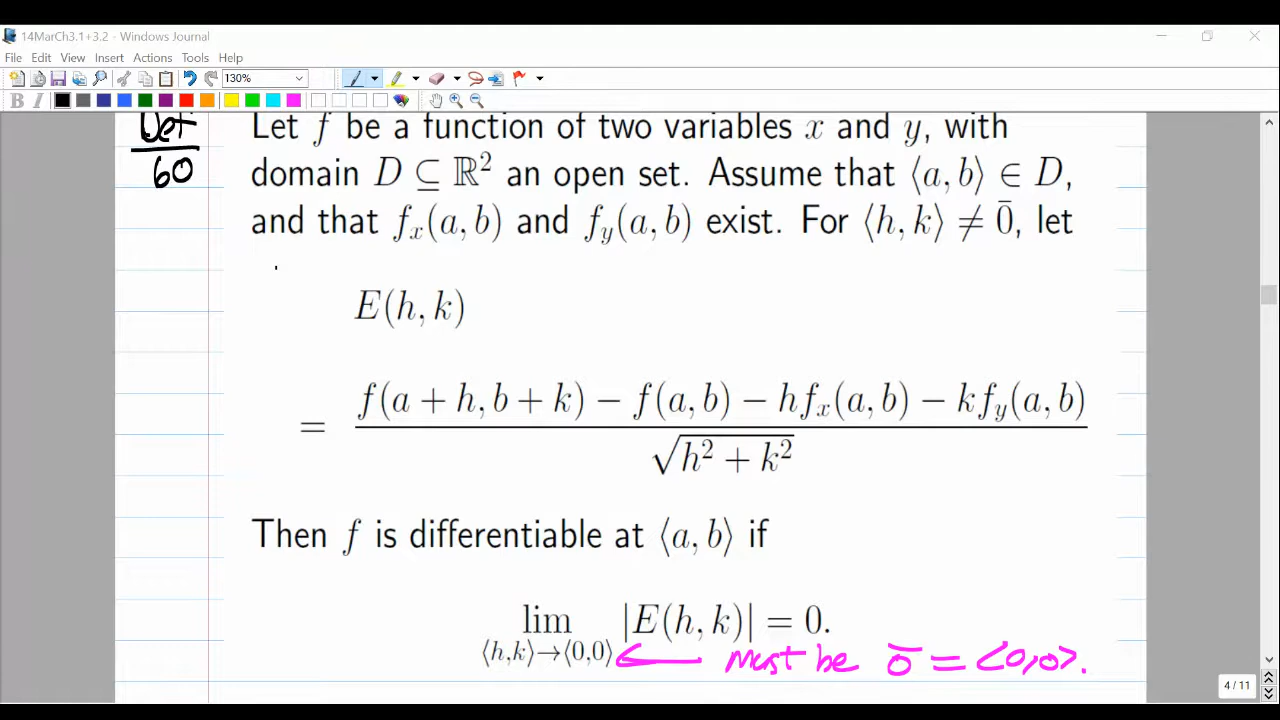 14MarCh3.1+3.2 - Windows Journal
File Edit View Insert Actions Tools Help
130%
B I
Def
60
Let f be a function of two variables x and y, with
domain D ⊆ ℝ² an open set. Assume that ⟨a, b⟩ ∈ D,
and that fₓ(a, b) and f_y(a, b) exist. For ⟨h, k⟩ ≠ 0̄, let
E(h, k)
= \frac{f(a + h, b + k) − f(a, b) − hfₓ(a, b) − kf_y(a, b)}{√(h² + k²)}
Then f is differentiable at ⟨a, b⟩ if
lim_{⟨h,k⟩→⟨0,0⟩} |E(h, k)| = 0.
← must be 0̄ = <0,0>.
4 / 11